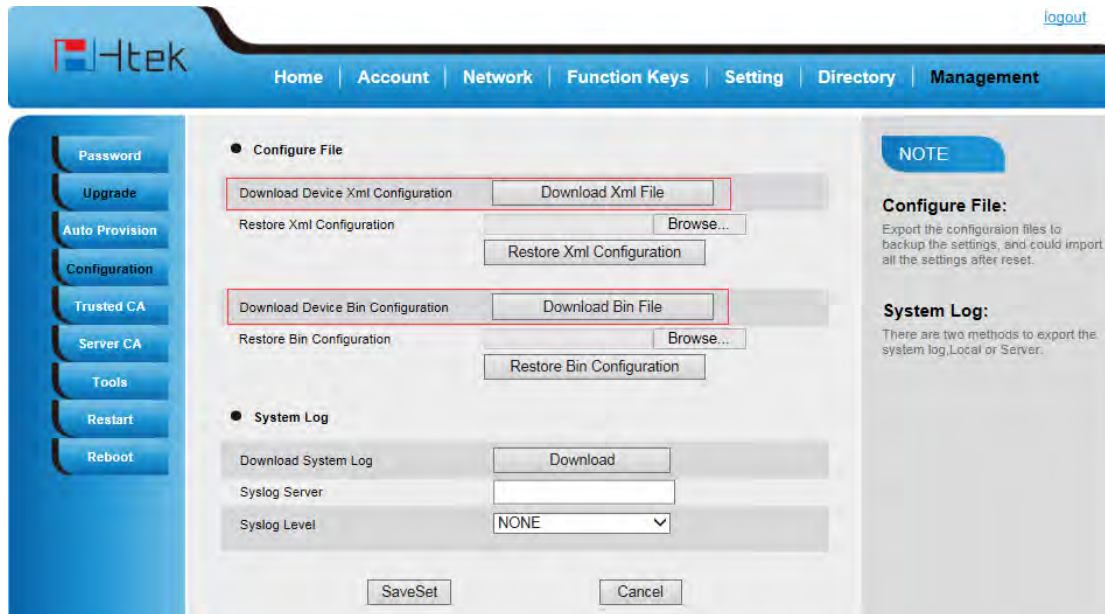 logout
Htek
Home | Account | Network | Function Keys | Setting | Directory | Management
Password
Upgrade
Auto Provision
Configuration
Trusted CA
Server CA
Tools
Restart
Reboot
Configure File
Download Device Xml Configuration Download Xml File
Restore Xml Configuration Browse...
Restore Xml Configuration
Download Device Bin Configuration Download Bin File
Restore Bin Configuration Browse...
Restore Bin Configuration
System Log
Download System Log Download
Syslog Server
Syslog Level NONE
SaveSet Cancel
NOTE
Configure File:
Export the configuraion files to
backup the settings, and could import
all the settings after reset.
System Log:
There are two methods to export the
system log,Local or Server.